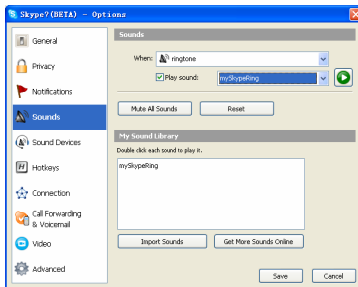 Skype?(BETA) - Options
General
Privacy
Notifications
Sounds
Sound Devices
Hotkeys
Connection
Call Forwarding
& Voicemail
Video
Advanced
Sounds
When: ringtone
Play sound: mySkypeRing
Mute All Sounds Reset
My Sound Library
Double click each sound to play it.
mySkypeRing
Import Sounds Get More Sounds Online
Save Cancel